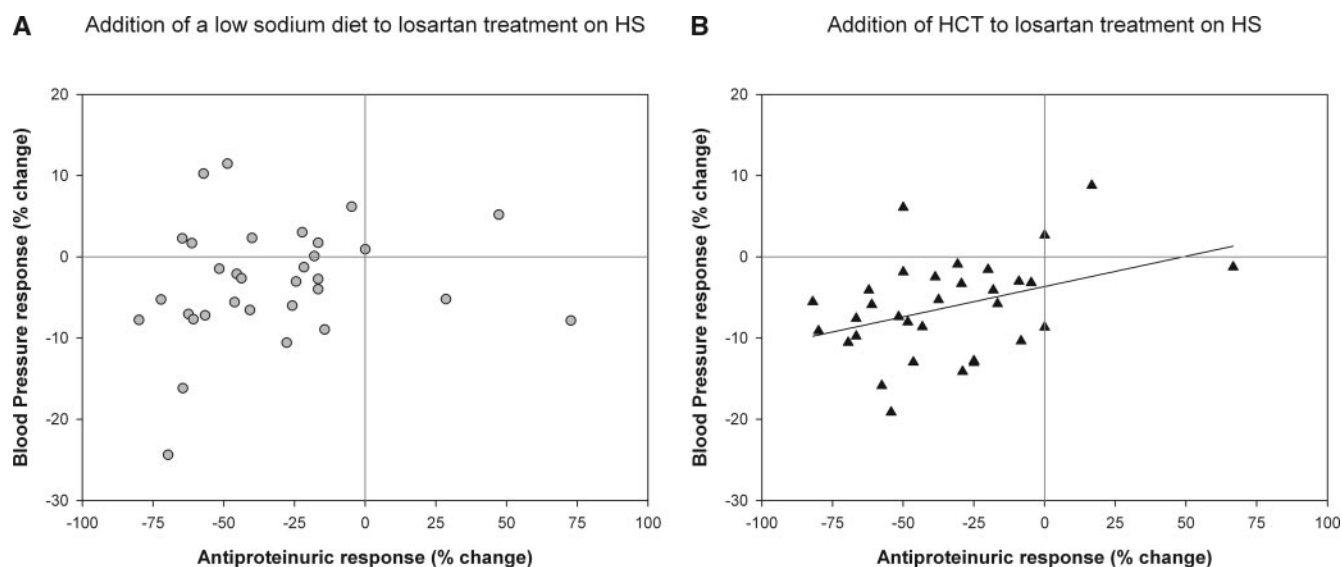 A Addition of a low sodium diet to losartan treatment on HS
Blood Pressure response (% change)
20
10
0
-10
-20
-30
-100 -75 -50 -25 0 25 50 75 100
Antiproteinuric response (% change)
B Addition of HCT to losartan treatment on HS
Blood Pressure response (% change)
20
10
0
-10
-20
-30
-100 -75 -50 -25 0 25 50 75 100
Antiproteinuric response (% change)